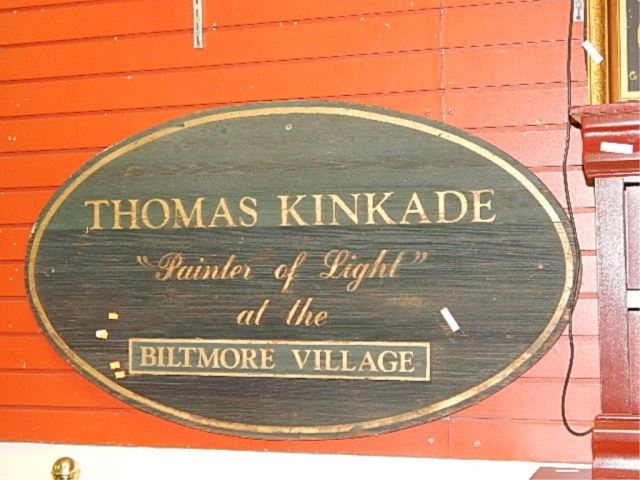 THOMAS KINKADE
"Painter of Light"
at the
BILTMORE VILLAGE